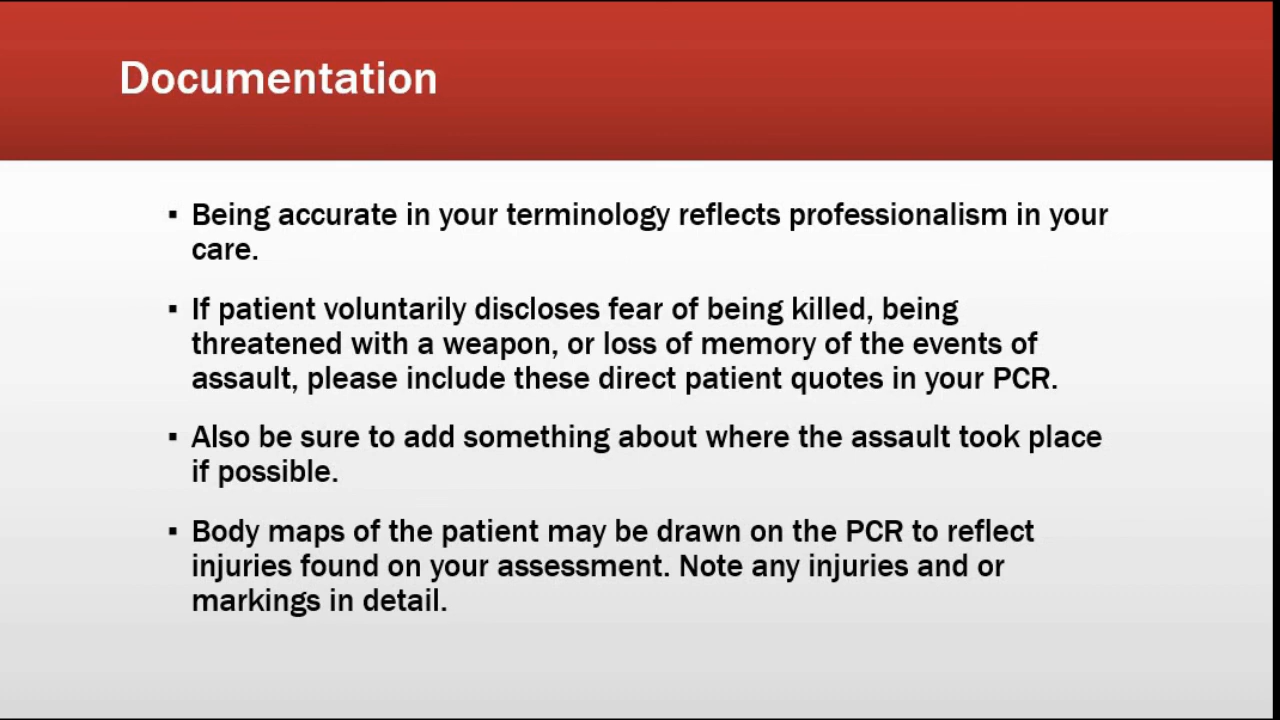 Documentation
▪ Being accurate in your terminology reflects professionalism in your
care.
▪ If patient voluntarily discloses fear of being killed, being
threatened with a weapon, or loss of memory of the events of
assault, please include these direct patient quotes in your PCR.
▪ Also be sure to add something about where the assault took place
if possible.
▪ Body maps of the patient may be drawn on the PCR to reflect
injuries found on your assessment. Note any injuries and or
markings in detail.